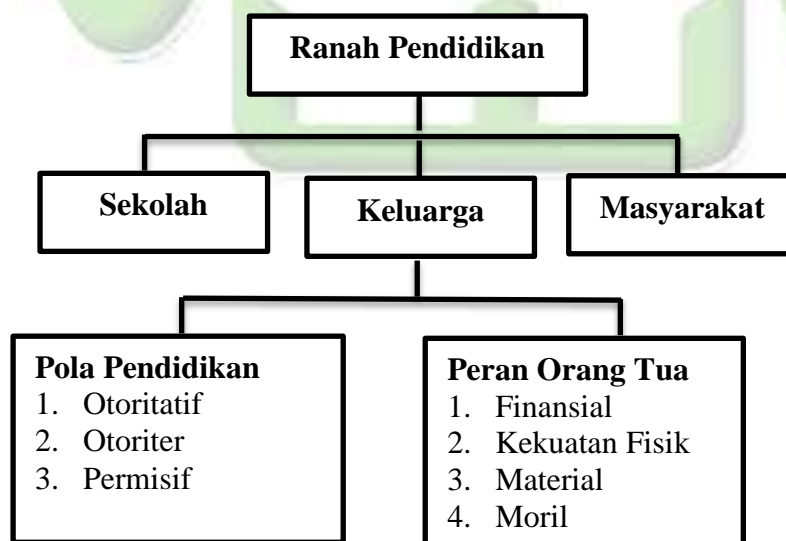 Ranah Pendidikan
Sekolah
Keluarga
Masyarakat
Pola Pendidikan
1. Otoritatif
2. Otoriter
3. Permisif
Peran Orang Tua
1. Finansial
2. Kekuatan Fisik
3. Material
4. Moril